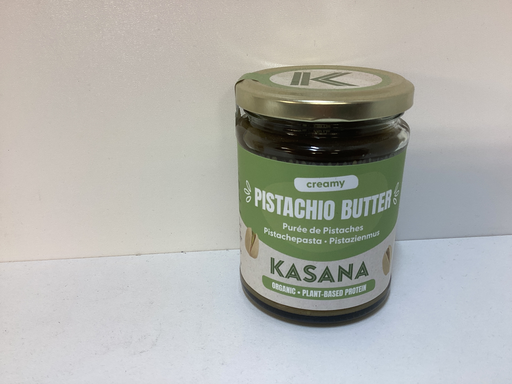 K
creamy
PISTACHIO BUTTER
Purée de Pistaches
Pistachepasta • Pistazienmus
KASANA
ORGANIC • PLANT-BASED PROTEIN